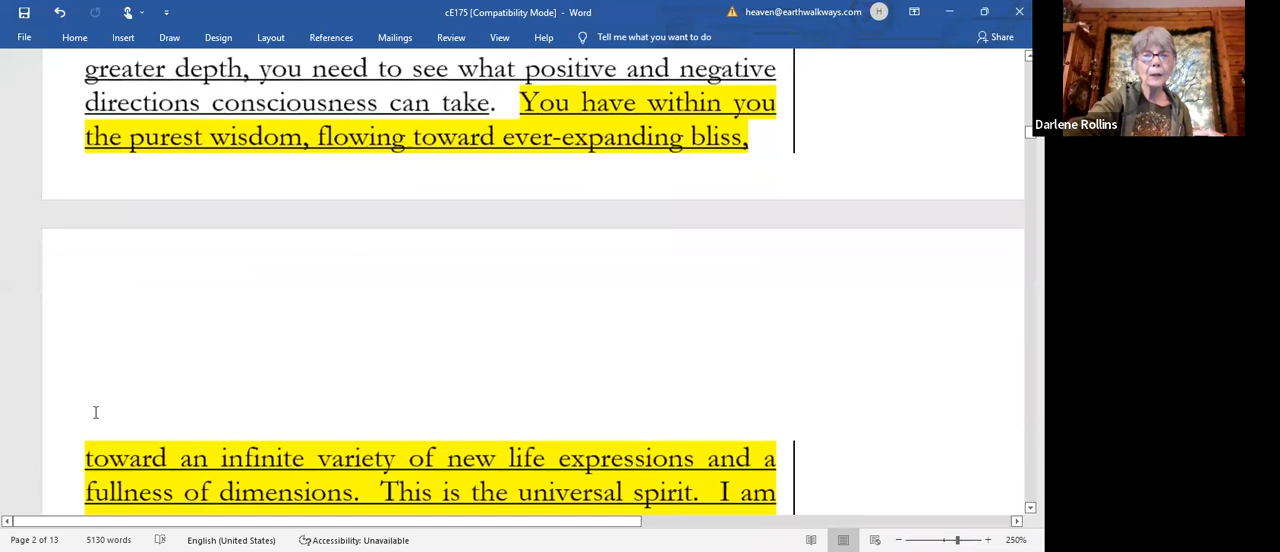 cE175 [Compatibility Mode] - Word
heaven@earthwalkways.com
H
File Home Insert Draw Design Layout References Mailings Review View Help Tell me what you want to do Share
greater depth, you need to see what positive and negative
directions consciousness can take. You have within you
the purest wisdom, flowing toward ever-expanding bliss,
toward an infinite variety of new life expressions and a
fullness of dimensions. This is the universal spirit. I am
Page 2 of 13 5130 words English (United States) Accessibility: Unavailable 250%
Darlene Rollins